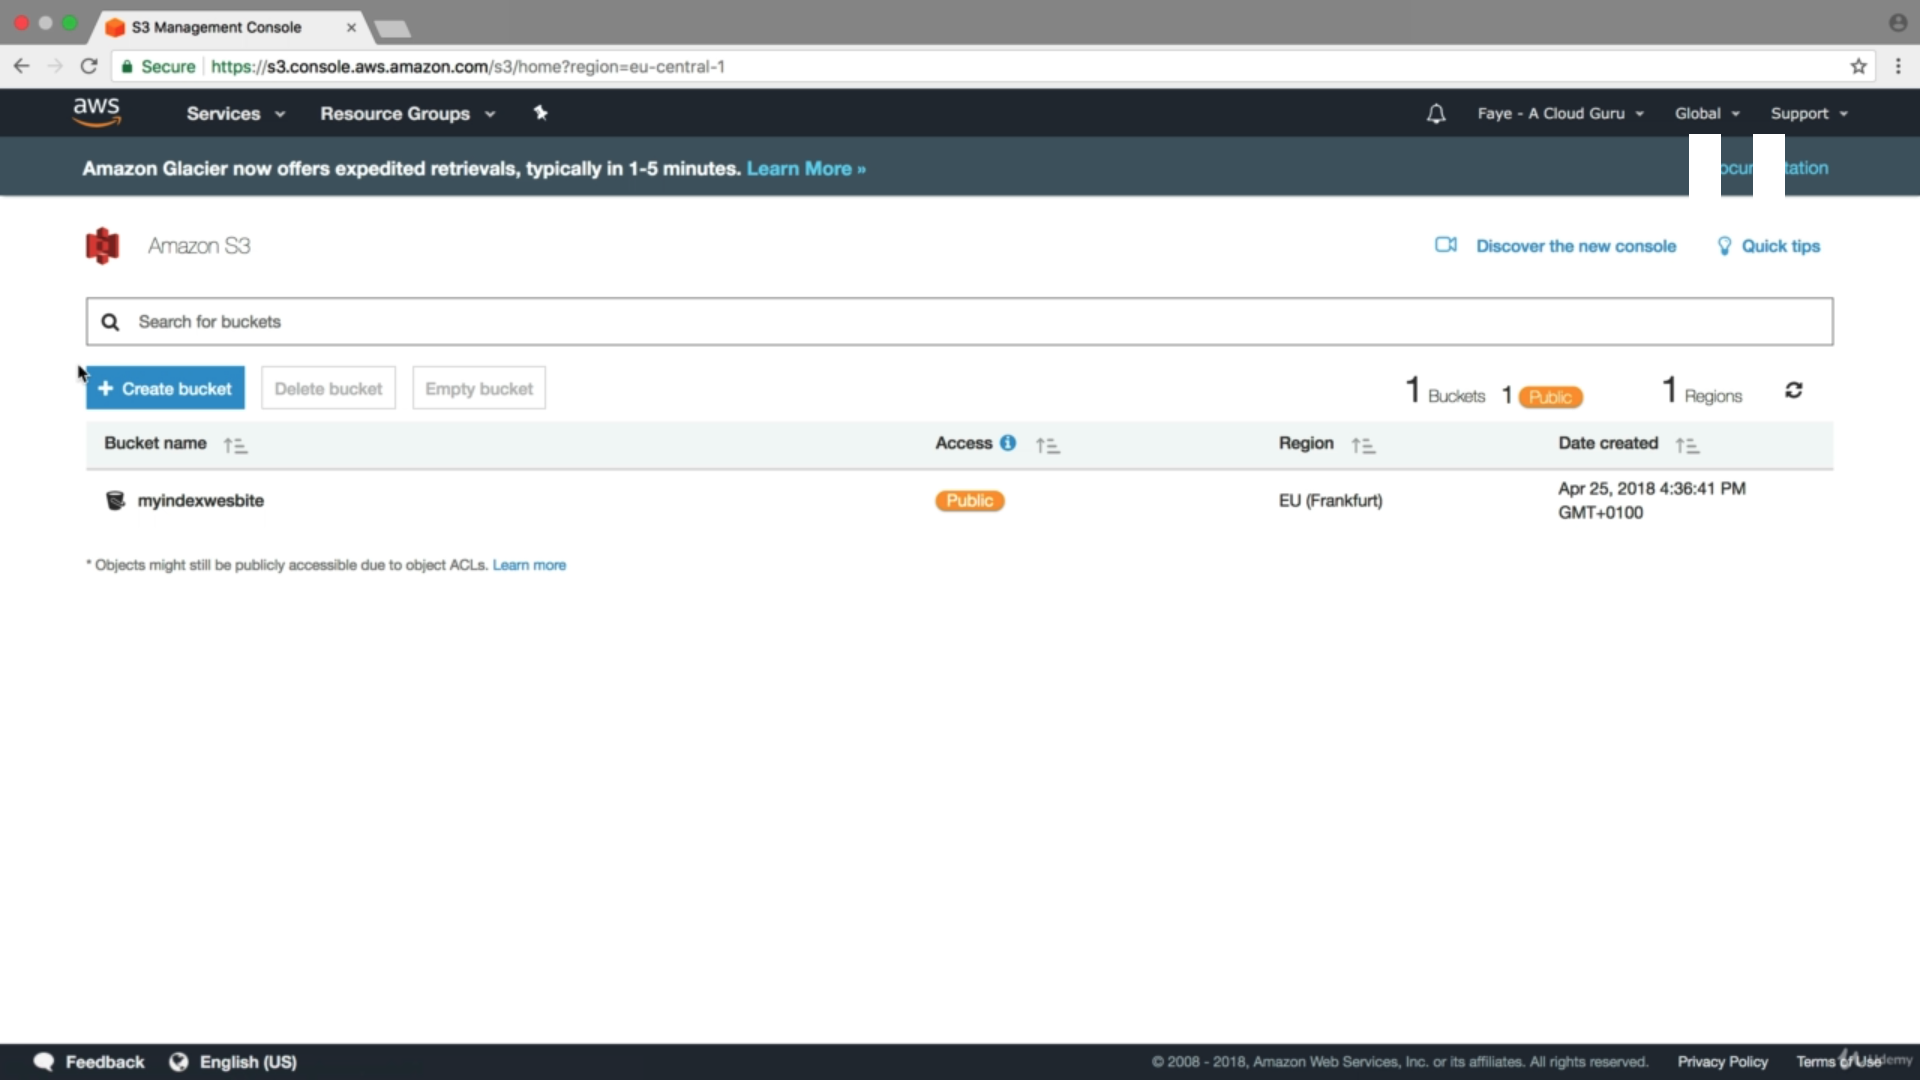 S3 Management Console
Secure https://s3.console.aws.amazon.com/s3/home?region=eu-central-1
aws Services Resource Groups Faye - A Cloud Guru Global Support
Amazon Glacier now offers expedited retrievals, typically in 1-5 minutes. Learn More »
Amazon S3 Discover the new console Quick tips
Search for buckets
+ Create bucket Delete bucket Empty bucket 1 Buckets 1 Public 1 Regions
Bucket name Access Region Date created
myindexwesbite Public EU (Frankfurt) Apr 25, 2018 4:36:41 PM
GMT+0100
* Objects might still be publicly accessible due to object ACLs. Learn more
Feedback English (US) © 2008 - 2018, Amazon Web Services, Inc. or its affiliates. All rights reserved. Privacy Policy Terms of Use